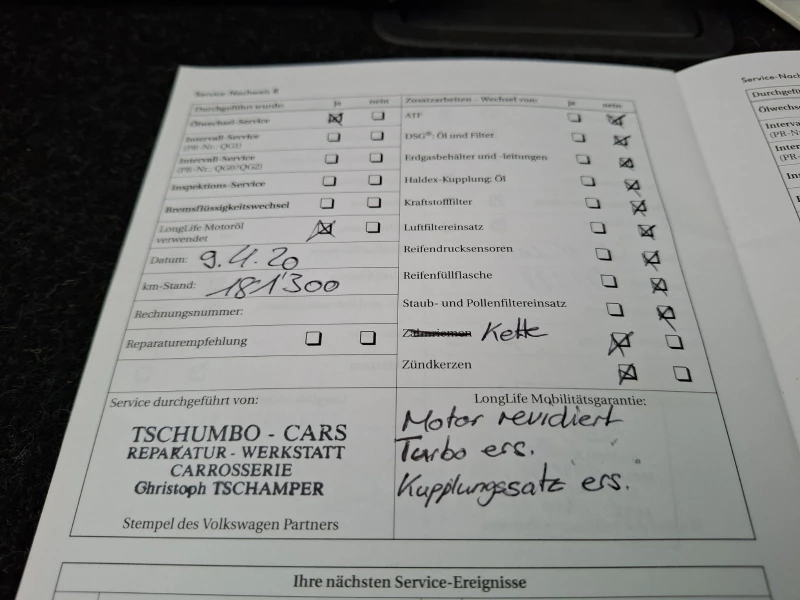 Service-Nachweis 8
Durchgeführt wurde: ja nein
Ölwechsel-Service
Intervall-Service
(PR-Nr.: QG1)
Intervall-Service
(PR-Nr.: QG0/QG2)
Inspektions-Service
Bremsflüssigkeitswechsel
LongLife Motoröl
verwendet
Datum: 9.4.20
km-Stand: 181'300
Rechnungsnummer:
Reparaturempfehlung
Zusatzarbeiten - Wechsel von: ja nein
ATF
DSG®: Öl und Filter
Erdgasbehälter und -leitungen
Haldex-Kupplung: Öl
Kraftstofffilter
Luftfiltereinsatz
Reifendrucksensoren
Reifenfüllflasche
Staub- und Pollenfiltereinsatz
Zahnriemen Kette
Zündkerzen
Service durchgeführt von:
TSCHUMBO - CARS
REPARATUR - WERKSTATT
CARROSSERIE
Christoph TSCHAMPER
Stempel des Volkswagen Partners
LongLife Mobilitätsgarantie:
Motor revidiert
Turbo ers.
Kupplungssatz ers.
Ihre nächsten Service-Ereignisse